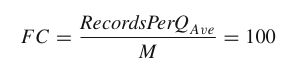 FC = RecordsPerQ_Ave / M = 100